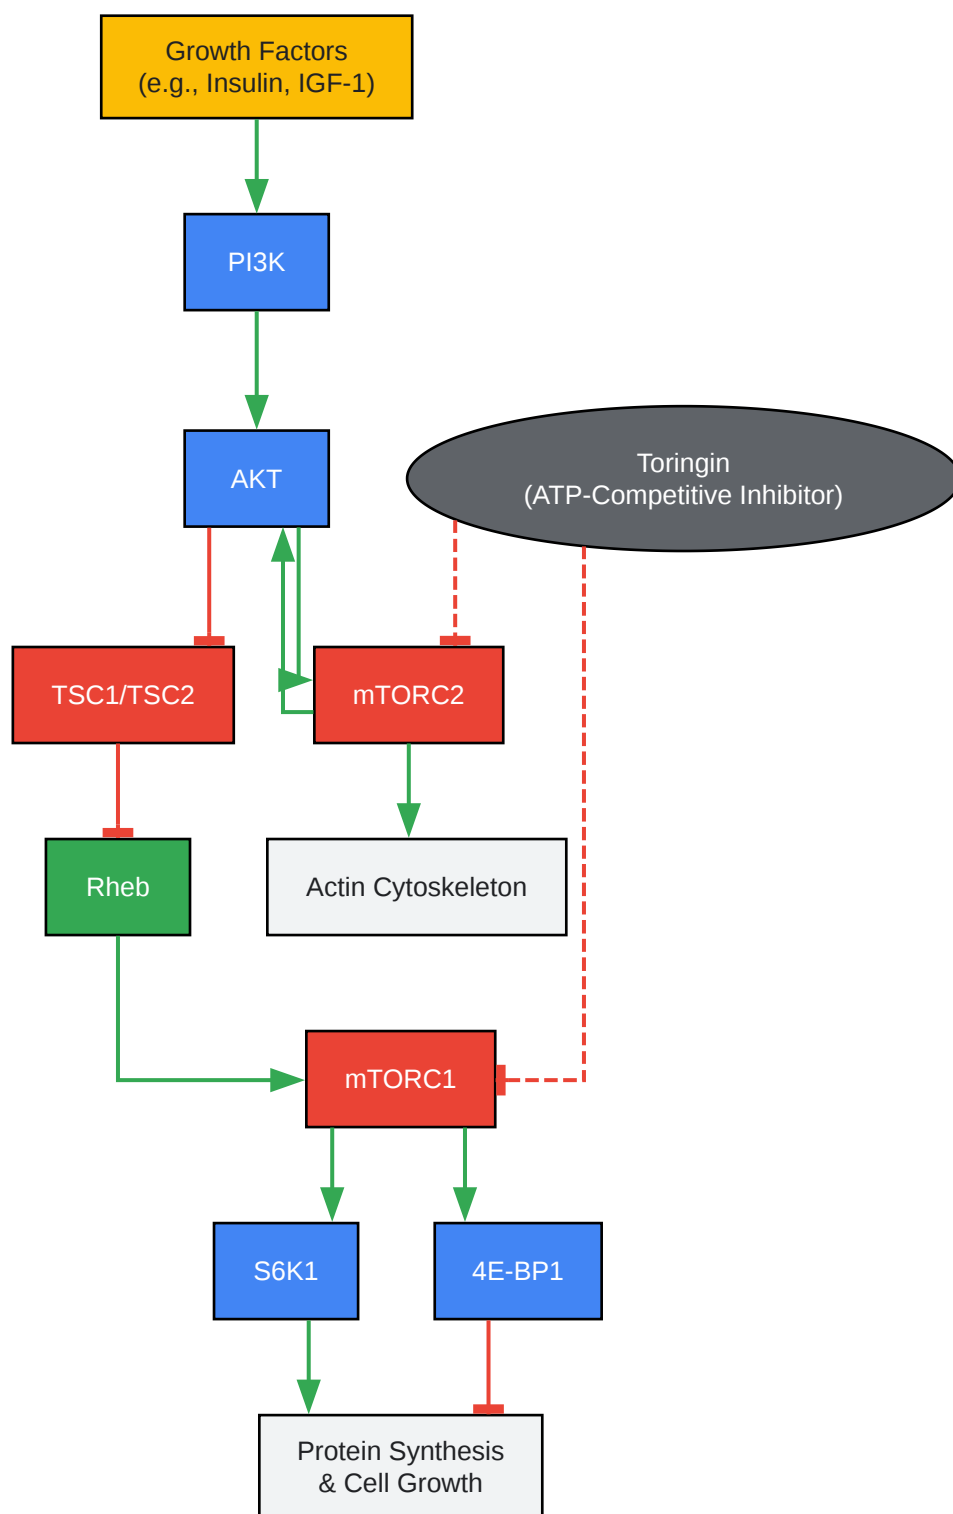 Growth Factors
(e.g., Insulin, IGF-1)
PI3K
AKT
Toringin
(ATP-Competitive Inhibitor)
TSC1/TSC2
mTORC2
Rheb
Actin Cytoskeleton
mTORC1
S6K1
4E-BP1
Protein Synthesis
& Cell Growth